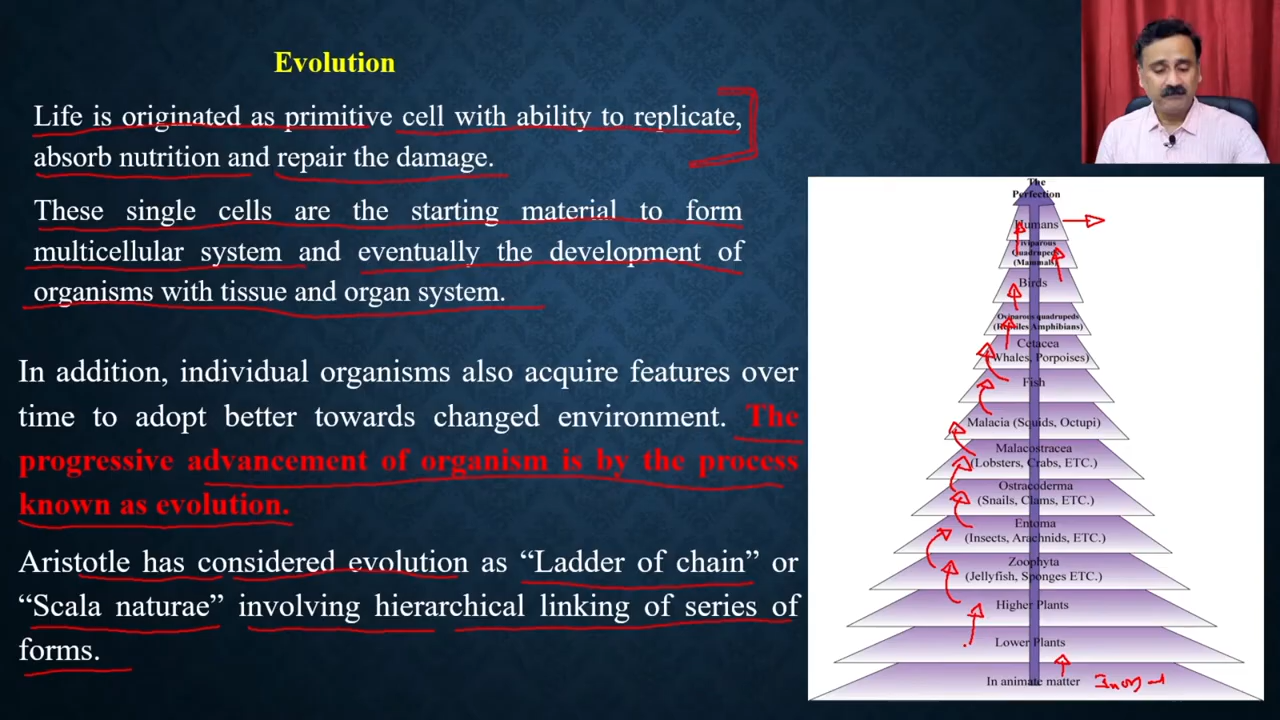 Evolution
Life is originated as primitive cell with ability to replicate,
absorb nutrition and repair the damage.
These single cells are the starting material to form
multicellular system and eventually the development of
organisms with tissue and organ system.
In addition, individual organisms also acquire features over
time to adopt better towards changed environment. The
progressive advancement of organism is by the process
known as evolution.
Aristotle has considered evolution as “Ladder of chain” or
“Scala naturae” involving hierarchical linking of series of
forms.
The
Perfection
Humans
Viviparous
Quadrupeds
(Mammals)
Birds
Oviparous quadrupeds
(Reptiles Amphibians)
Cetacea
(Whales, Porpoises)
Fish
Malacia (Squids, Octupi)
Malacostracea
(Lobsters, Crabs, ETC.)
Ostracoderma
(Snails, Clams, ETC.)
Entoma
(Insects, Arachnids, ETC.)
Zoophyta
(Jellyfish, Sponges ETC.)
Higher Plants
Lower Plants
In animate matter